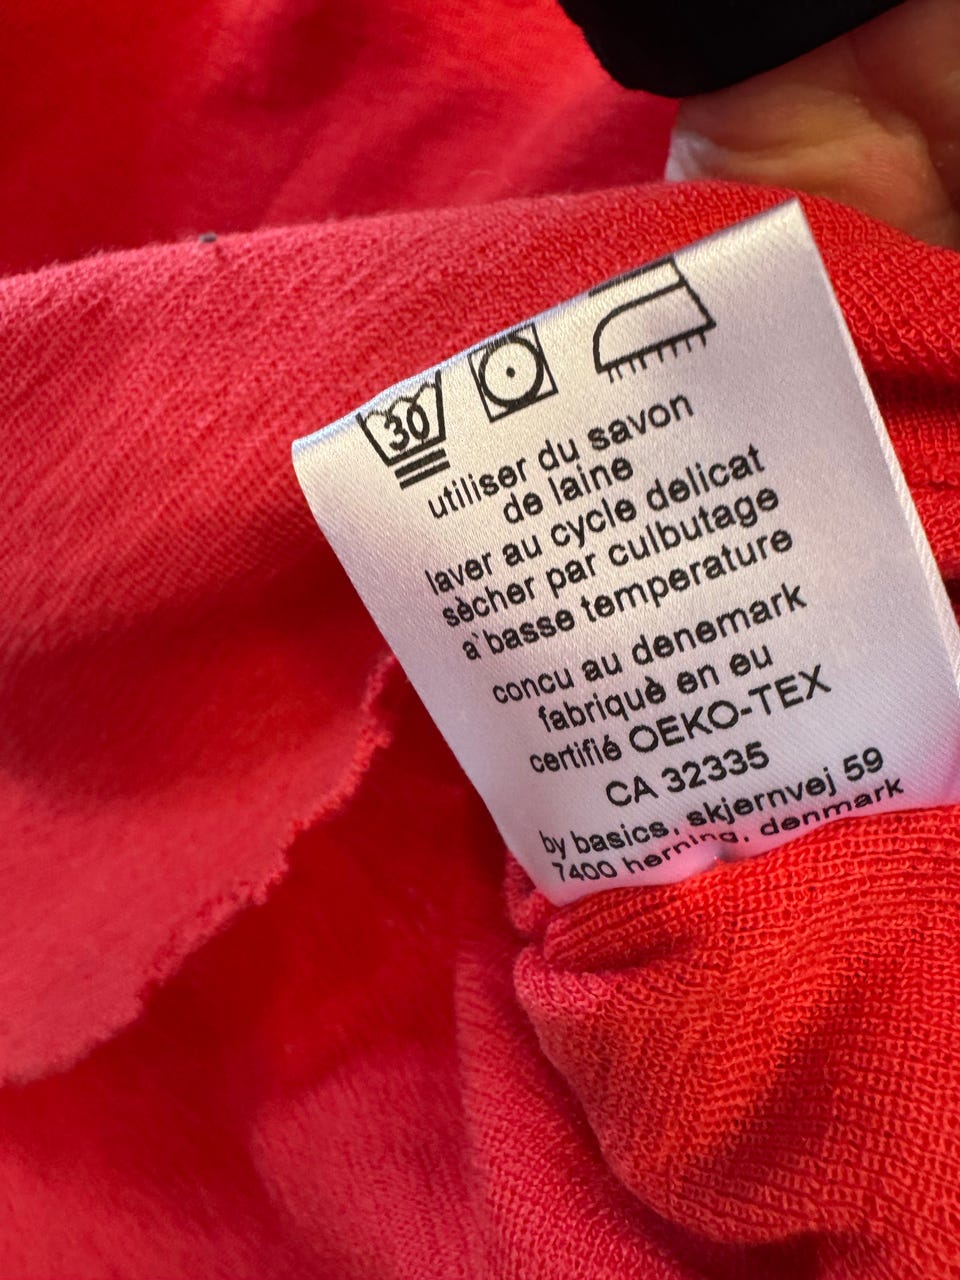 30
utiliser du savon
de laine
laver au cycle delicat
sècher par culbutage
a`basse temperature
concu au denemark
fabriquè en eu
certifié OEKO-TEX
CA 32335
by basics. skjernvej 59
7400 herning. denmark